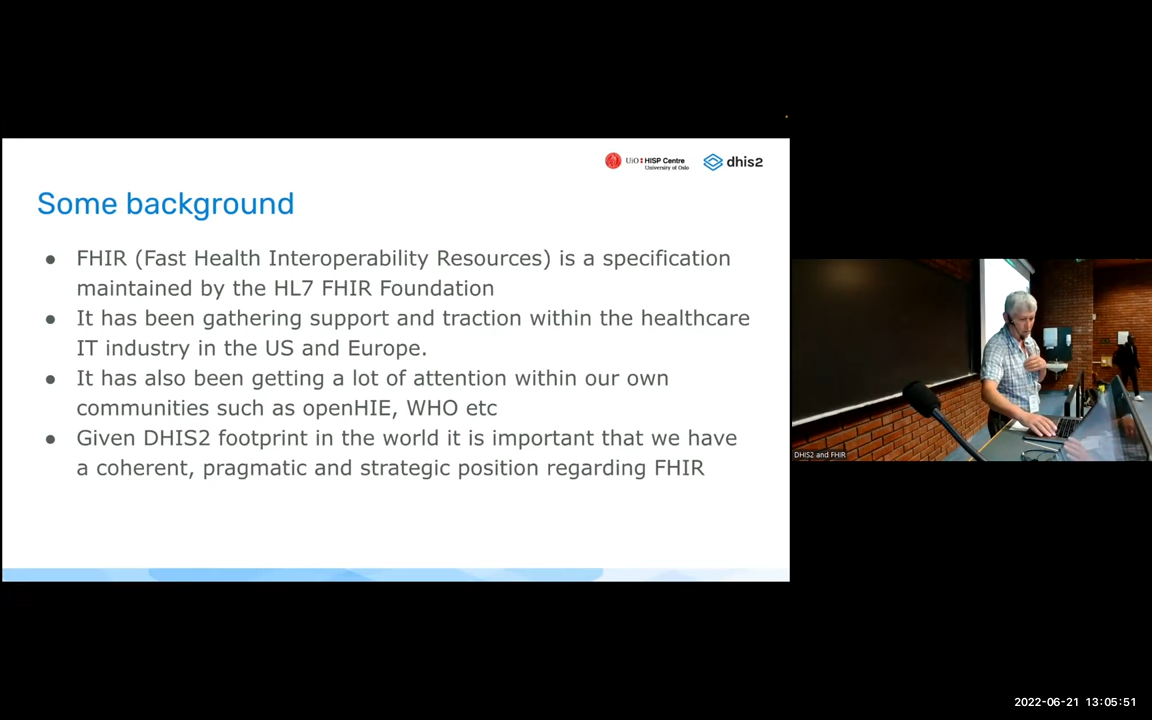 UiO HISP Centre
University of Oslo
dhis2
Some background
● FHIR (Fast Health Interoperability Resources) is a specification
maintained by the HL7 FHIR Foundation
● It has been gathering support and traction within the healthcare
IT industry in the US and Europe.
● It has also been getting a lot of attention within our own
communities such as openHIE, WHO etc
● Given DHIS2 footprint in the world it is important that we have
a coherent, pragmatic and strategic position regarding FHIR
DHIS2 and FHIR
2022-06-21 13:05:51